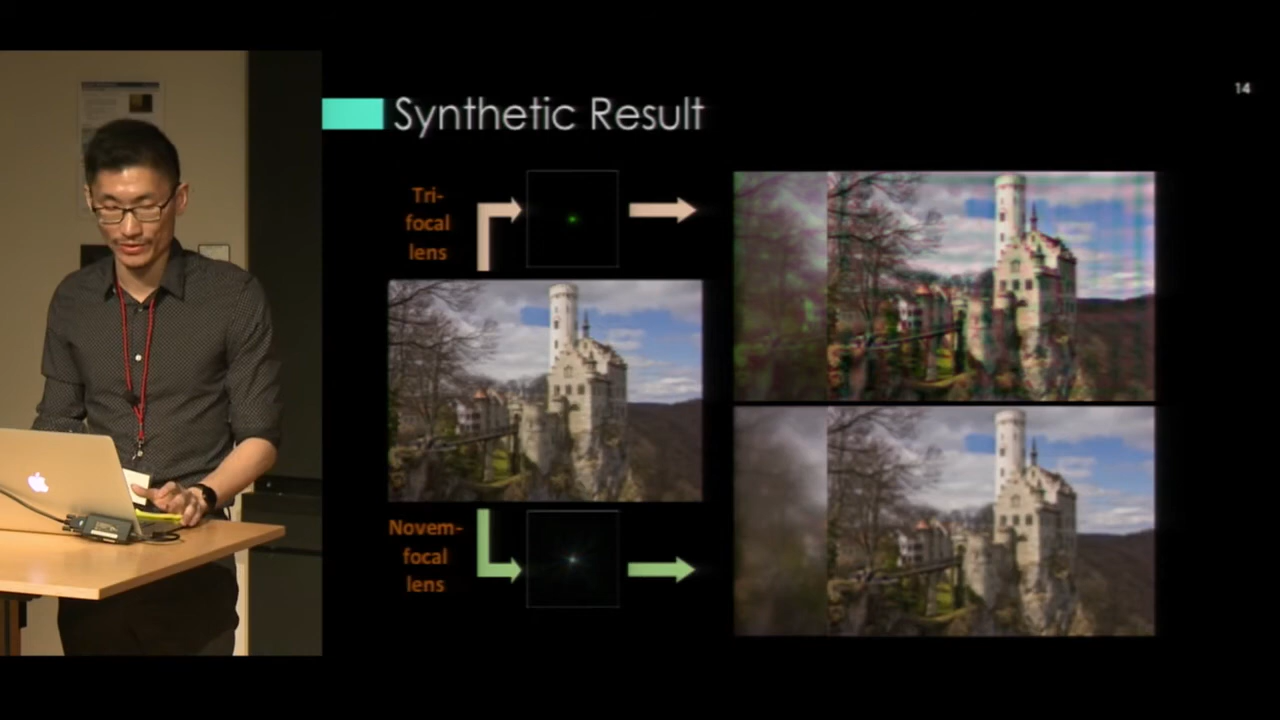 14
Synthetic Result
Tri-
focal
lens
Novem-
focal
lens